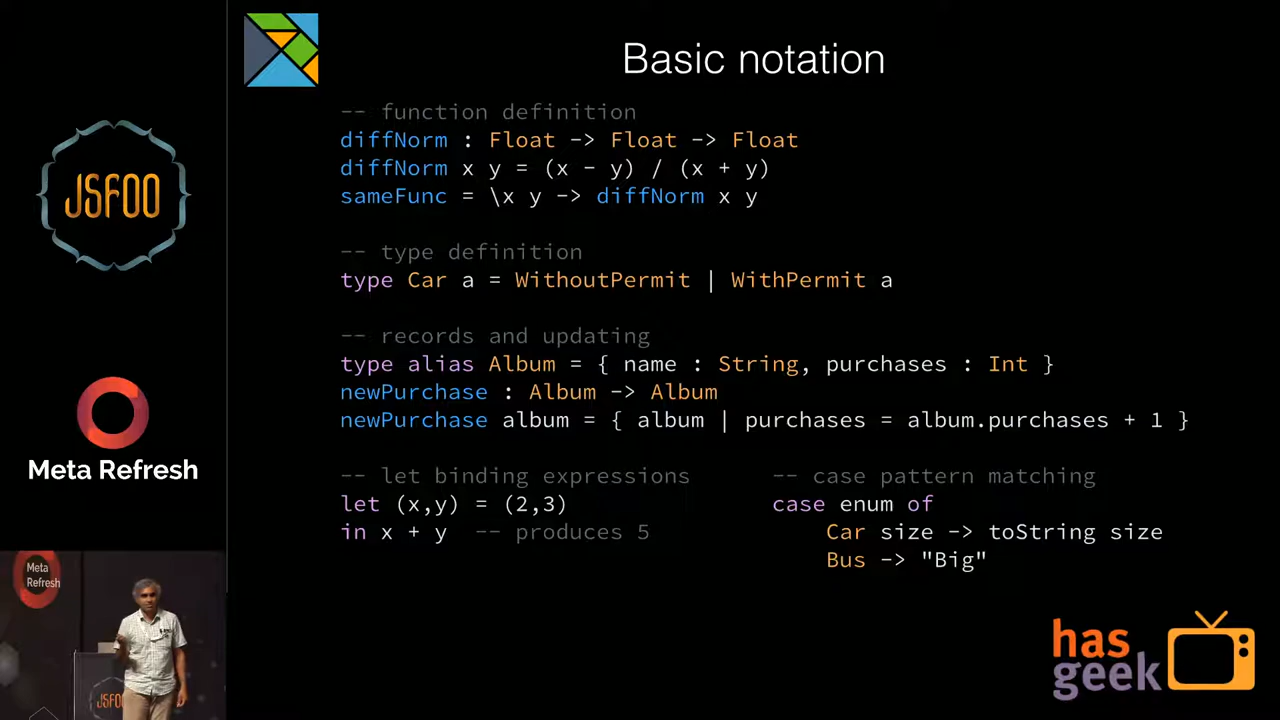 Basic notation
-- function definition
diffNorm : Float -> Float -> Float
diffNorm x y = (x - y) / (x + y)
sameFunc = \x y -> diffNorm x y
-- type definition
type Car a = WithoutPermit | WithPermit a
-- records and updating
type alias Album = { name : String, purchases : Int }
newPurchase : Album -> Album
newPurchase album = { album | purchases = album.purchases + 1 }
-- let binding expressions
let (x,y) = (2,3)
in x + y -- produces 5
-- case pattern matching
case enum of
Car size -> toString size
Bus -> "Big"
JSFOO
Meta Refresh
Meta
Refresh
JSFOO
has
geek